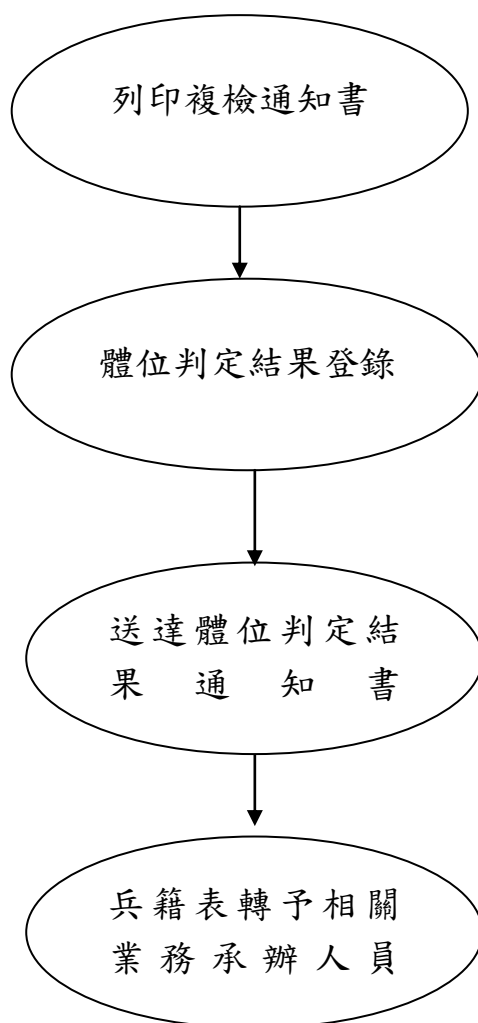 列印複檢通知書
體位判定結果登錄
送達體位判定結
果通知書
兵籍表轉予相關
業務承辦人員